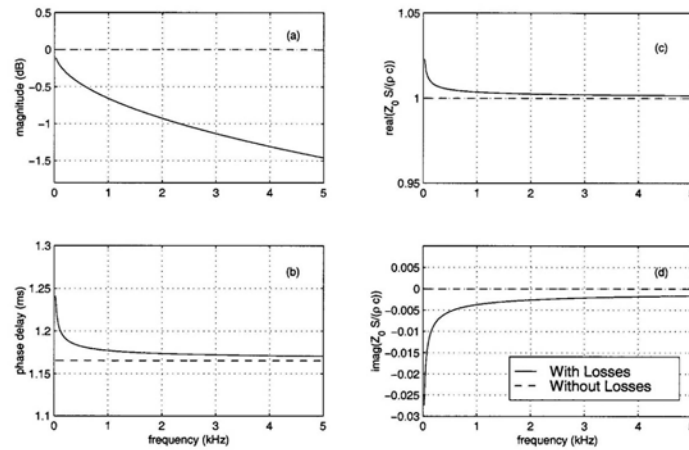 (a)
magnitude (dB)
0.5
0
−0.5
−1
−1.5
0 1 2 3 4 5
(c)
real(Z0 S/(ρ c))
1.05
1
0.95
0 1 2 3 4 5
(b)
phase delay (ms)
1.3
1.25
1.2
1.15
1.1
0 1 2 3 4 5
frequency (kHz)
(d)
imag(Z0 S/(ρ c))
0.005
0
−0.005
−0.01
−0.015
−0.02
−0.025
−0.03
With Losses
Without Losses
0 1 2 3 4 5
frequency (kHz)